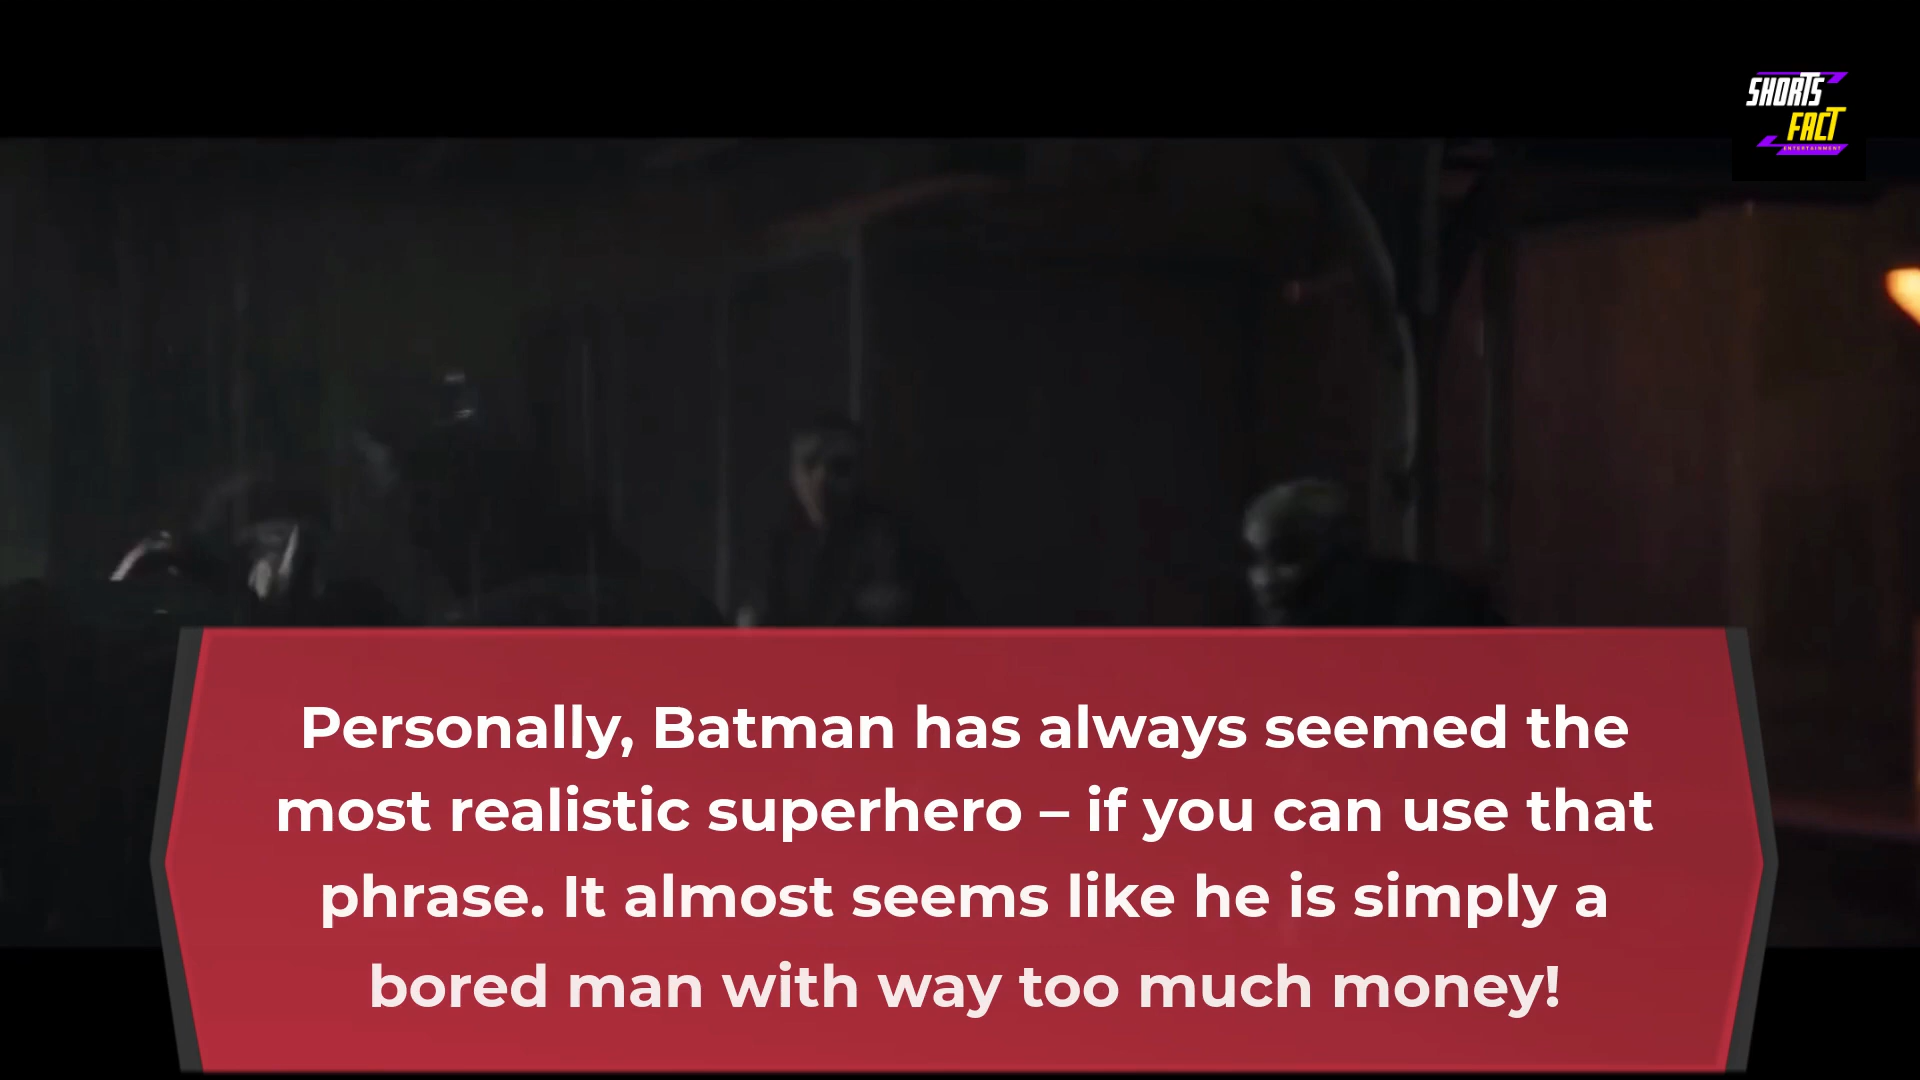 SHORTS
FACT
ENTERTAINMENT
Personally, Batman has always seemed the
most realistic superhero – if you can use that
phrase. It almost seems like he is simply a
bored man with way too much money!